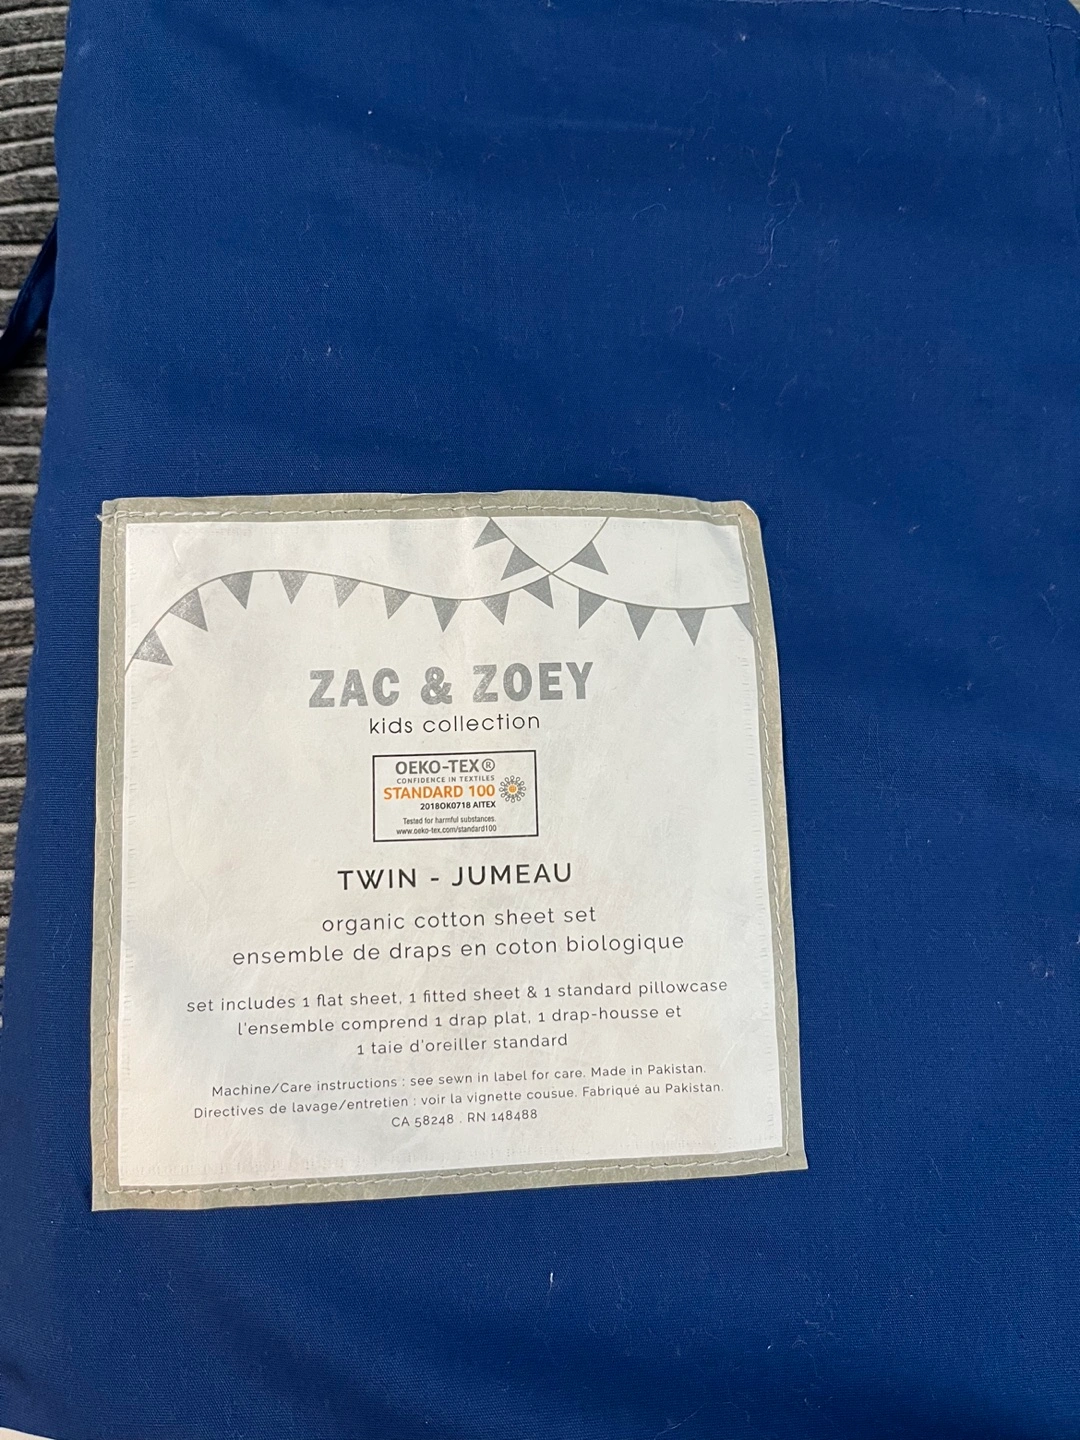 ZAC & ZOEY
kids collection
OEKO-TEX®
CONFIDENCE IN TEXTILES
STANDARD 100
2018OK0718 AITEX
Tested for harmful substances.
www.oeko-tex.com/standard100
TWIN - JUMEAU
organic cotton sheet set
ensemble de draps en coton biologique
set includes 1 flat sheet, 1 fitted sheet & 1 standard pillowcase
l'ensemble comprend 1 drap plat, 1 drap-housse et
1 taie d'oreiller standard
Machine/Care instructions : see sewn in label for care. Made in Pakistan.
Directives de lavage/entretien : voir la vignette cousue. Fabriqué au Pakistan.
CA 58248 . RN 148488